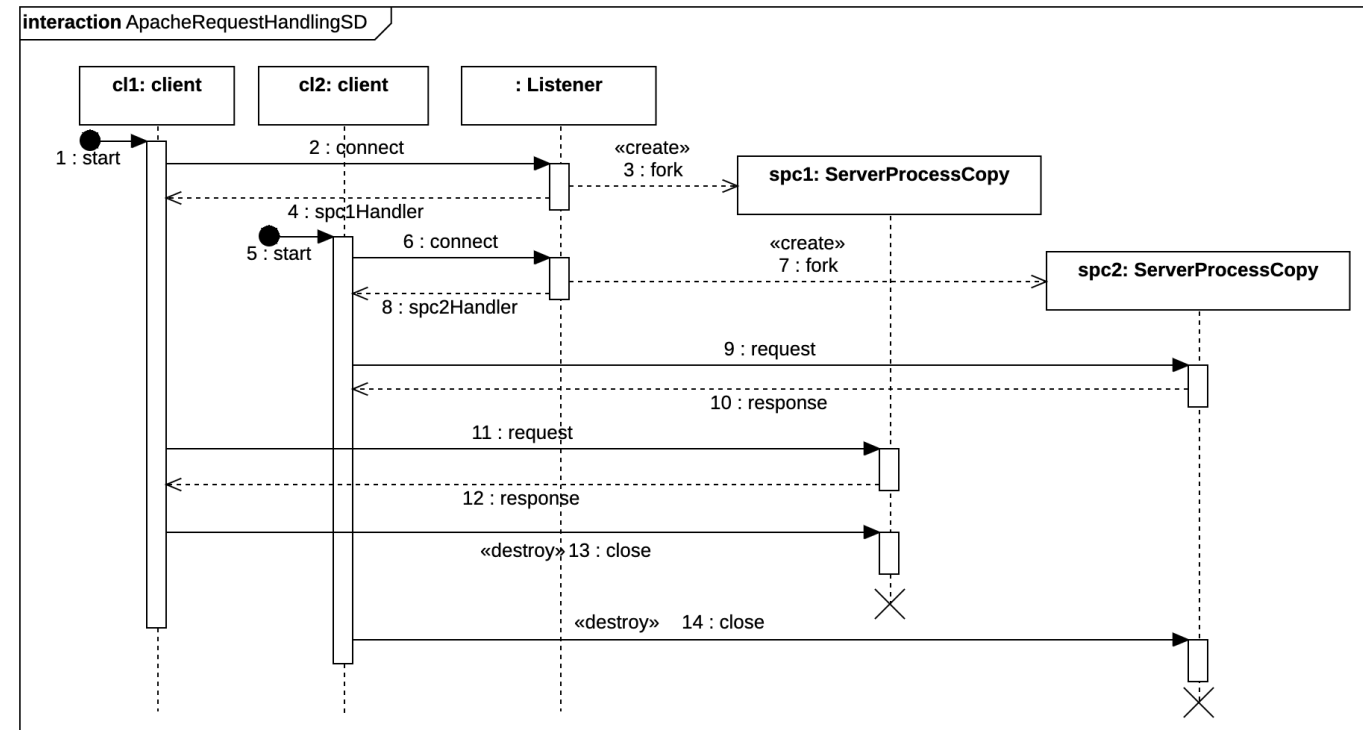 interaction ApacheRequestHandlingSD
cl1: client
cl2: client
: Listener
1 : start
2 : connect
«create»
3 : fork
spc1: ServerProcessCopy
4 : spc1Handler
5 : start
6 : connect
«create»
7 : fork
spc2: ServerProcessCopy
8 : spc2Handler
9 : request
10 : response
11 : request
12 : response
«destroy» 13 : close
«destroy» 14 : close